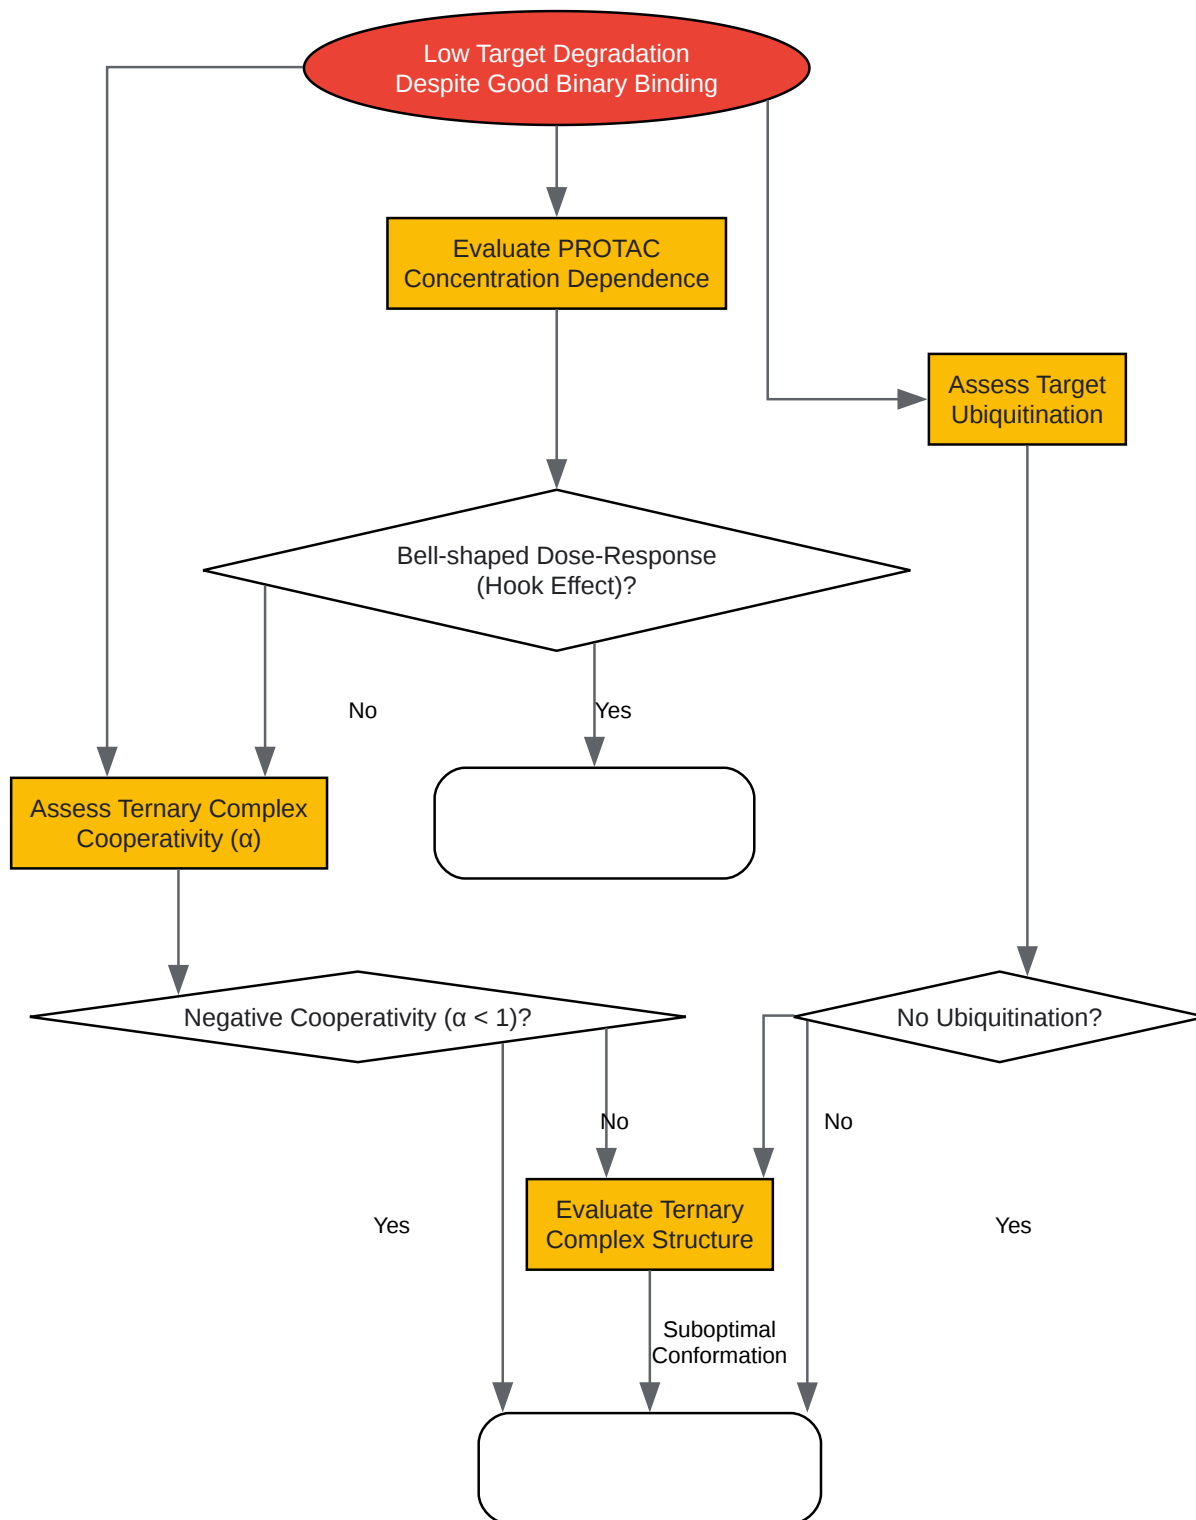 Low Target Degradation
Despite Good Binary Binding
Evaluate PROTAC
Concentration Dependence
Assess Target
Ubiquitination
Bell-shaped Dose-Response
(Hook Effect)?
No
Yes
Assess Ternary Complex
Cooperativity (α)
Negative Cooperativity (α < 1)?
No Ubiquitination?
No
No
Evaluate Ternary
Complex Structure
Yes
Yes
Suboptimal
Conformation